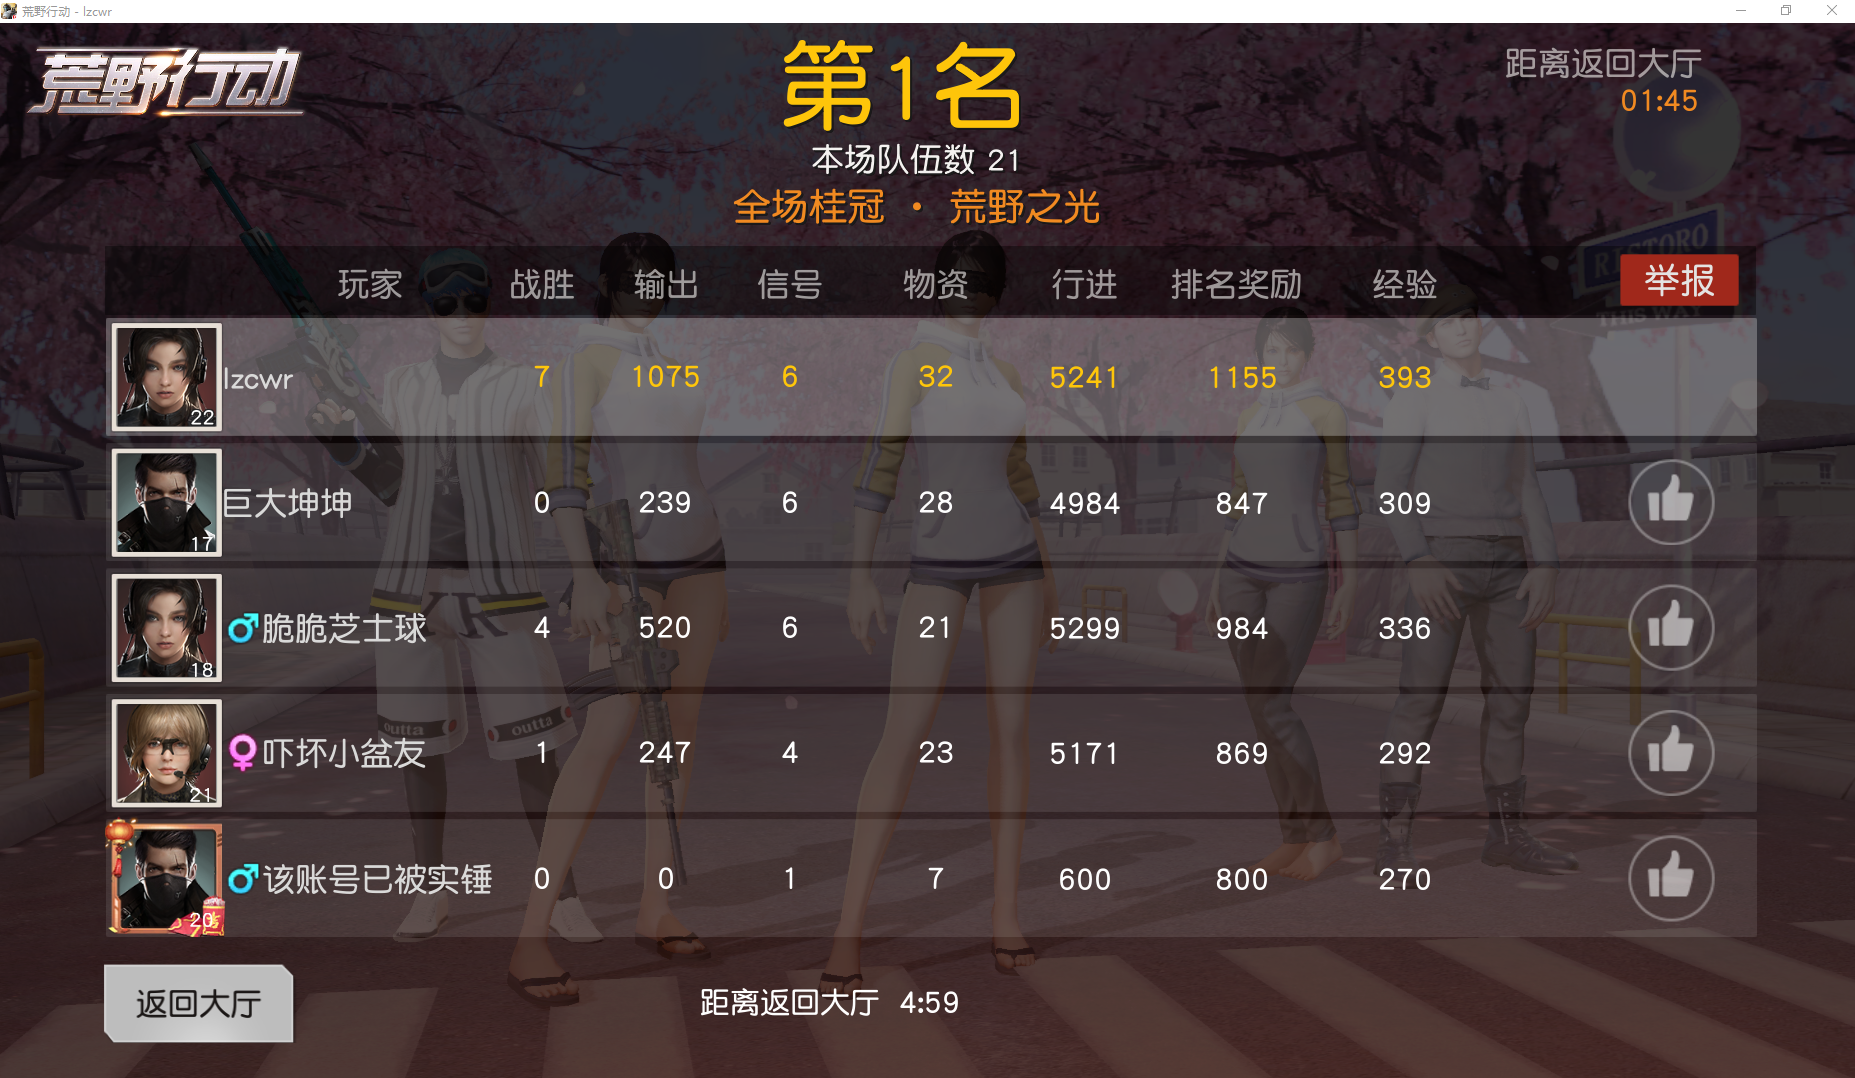 荒野行动 - lzcwr
荒野行动
第1名
距离返回大厅
01:45
本场队伍数 21
全场桂冠 · 荒野之光
玩家 战胜 输出 信号 物资 行进 排名奖励 经验 举报
RISTORO
THIS WAY
22 lzcwr 7 1075 6 32 5241 1155 393
17 巨大坤坤 0 239 6 28 4984 847 309
18 ♂脆脆芝士球 4 520 6 21 5299 984 336
outta outta
21 ♀吓坏小盆友 1 247 4 23 5171 869 292
20 ♂该账号已被实锤 0 0 1 7 600 800 270
返回大厅
距离返回大厅 4:59